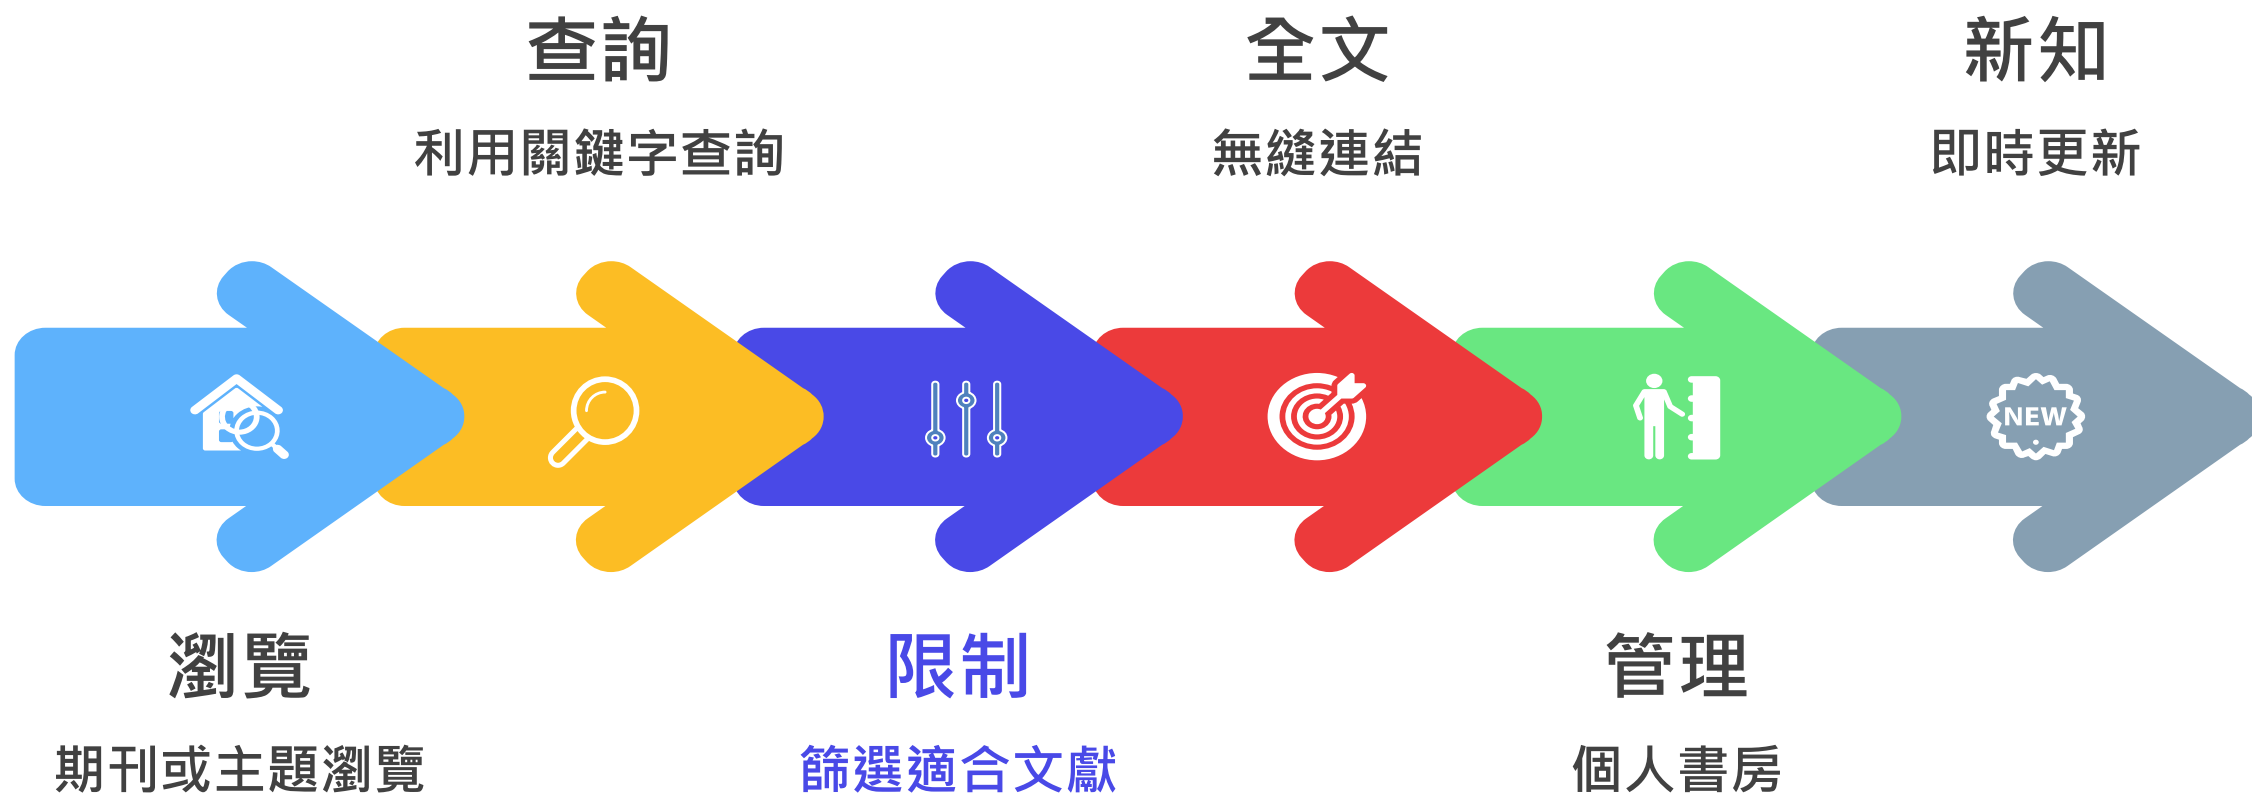 查詢
利用關鍵字查詢
全文
無縫連結
新知
即時更新
NEW
瀏覽
期刊或主題瀏覽
限制
篩選適合文獻
管理
個人書房